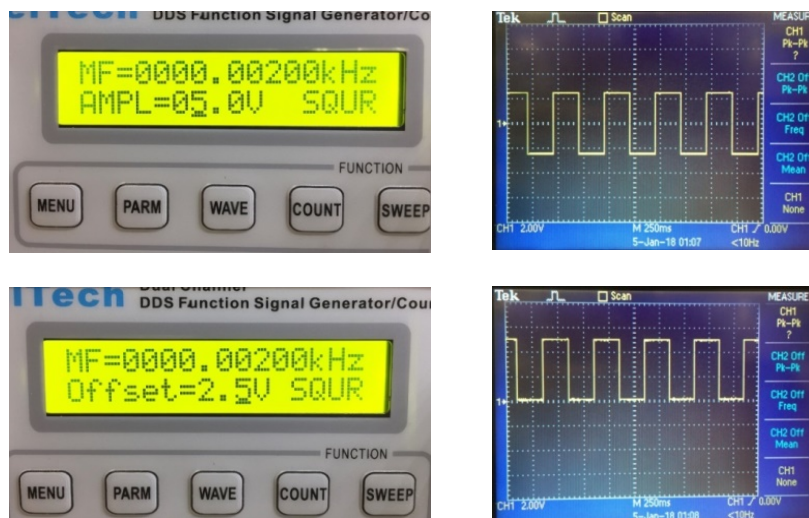 DDS Function Signal Generator/Cou
MF=0000.00200kHz
AMPL=05.0V SQUR
FUNCTION
MENU PARM WAVE COUNT SWEEP
Tek Scan MEASURE
CH1
Pk-Pk
?
CH2 Off
Pk-Pk
CH2 Off
Freq
CH2 Off
Mean
CH1
None
1
CH1 2.00V M 250ms CH1 0.00V
5-Jan-18 01:07 <10Hz
Tech Dual Channel
DDS Function Signal Generator/Cou
MF=0000.00200kHz
Offset=2.5V SQUR
FUNCTION
MENU PARM WAVE COUNT SWEEP
Tek Scan MEASURE
CH1
Pk-Pk
?
CH2 Off
Pk-Pk
CH2 Off
Freq
CH2 Off
Mean
CH1
None
1
CH1 2.00V M 250ms CH1 0.00V
5-Jan-18 01:08 <10Hz